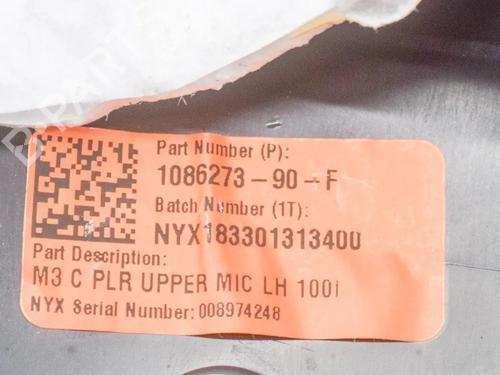 Part Number (P):
1086273-90-F
Batch Number (1T):
NYX183301313400
Part Description:
M3 C PLR UPPER MIC LH 100i
NYX Serial Number: 008974248